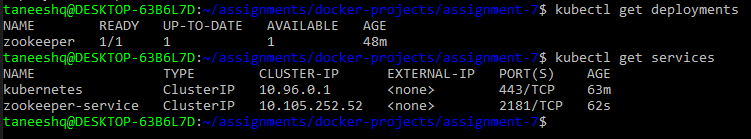 taneeshq@DESKTOP-63B6L7D:~/assignments/docker-projects/assignment-7$ kubectl get deployments
NAME        READY   UP-TO-DATE   AVAILABLE   AGE
zookeeper   1/1     1            1           48m
taneeshq@DESKTOP-63B6L7D:~/assignments/docker-projects/assignment-7$ kubectl get services
NAME                TYPE        CLUSTER-IP      EXTERNAL-IP   PORT(S)    AGE
kubernetes          ClusterIP   10.96.0.1       <none>        443/TCP    63m
zookeeper-service   ClusterIP   10.105.252.52   <none>        2181/TCP   62s
taneeshq@DESKTOP-63B6L7D:~/assignments/docker-projects/assignment-7$